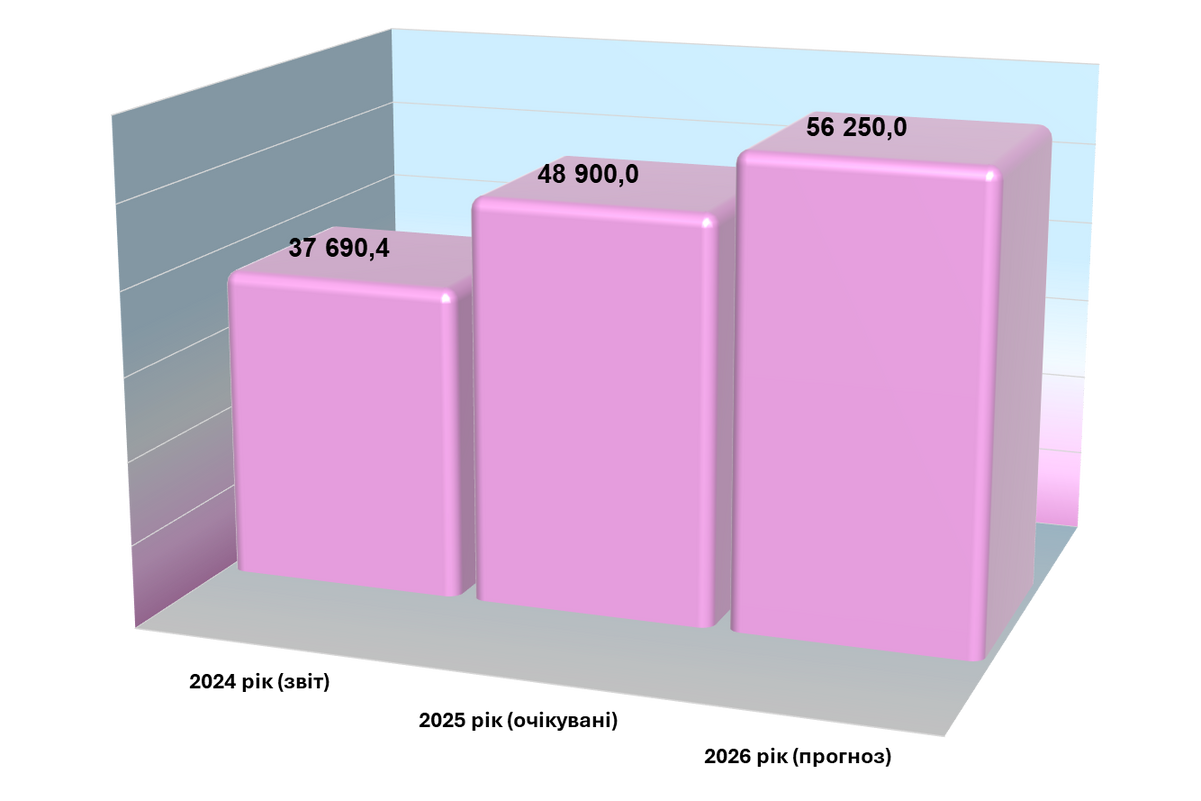 37 690,4
48 900,0
56 250,0
2024 рік (звіт)
2025 рік (очікувані)
2026 рік (прогноз)